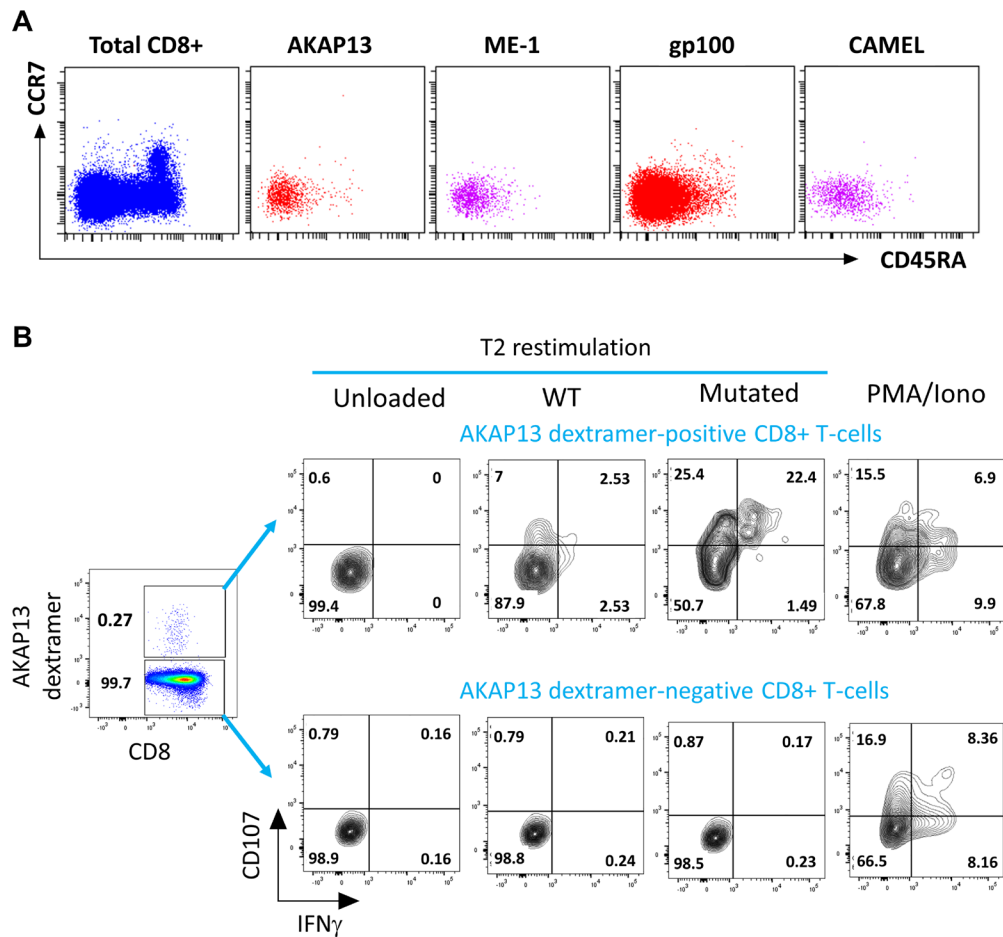 A
Total CD8+ AKAP13 ME-1 gp100 CAMEL
CCR7
CD45RA
B
T2 restimulation
Unloaded WT Mutated PMA/Iono
AKAP13 dextramer-positive CD8+ T-cells
0.6 0 7 2.53 25.4 22.4 15.5 6.9
99.4 0 87.9 2.53 50.7 1.49 67.8 9.9
AKAP13
dextramer
0.27
99.7
CD8
AKAP13 dextramer-negative CD8+ T-cells
0.79 0.16 0.79 0.21 0.87 0.17 16.9 8.36
98.9 0.16 98.8 0.24 98.5 0.23 66.5 8.16
CD107
IFNγ